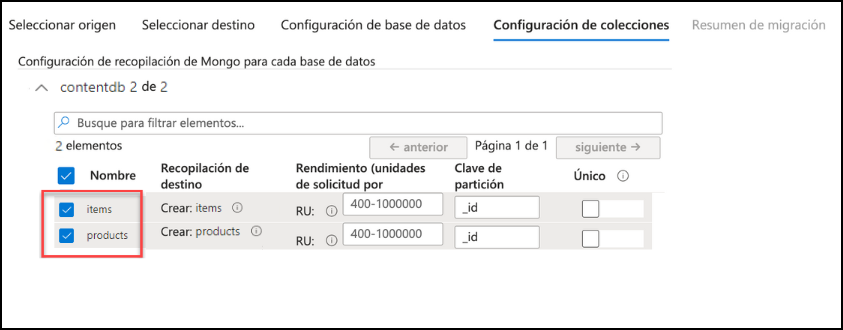 Seleccionar origen Seleccionar destino Configuración de base de datos Configuración de colecciones Resumen de migración
Configuración de recopilación de Mongo para cada base de datos
contentdb 2 de 2
Busque para filtrar elementos...
2 elementos ← anterior Página 1 de 1 siguiente →
Nombre Recopilación de destino Rendimiento (unidades de solicitud por Clave de partición Único
items Crear: items RU: 400-1000000 _id
products Crear: products RU: 400-1000000 _id